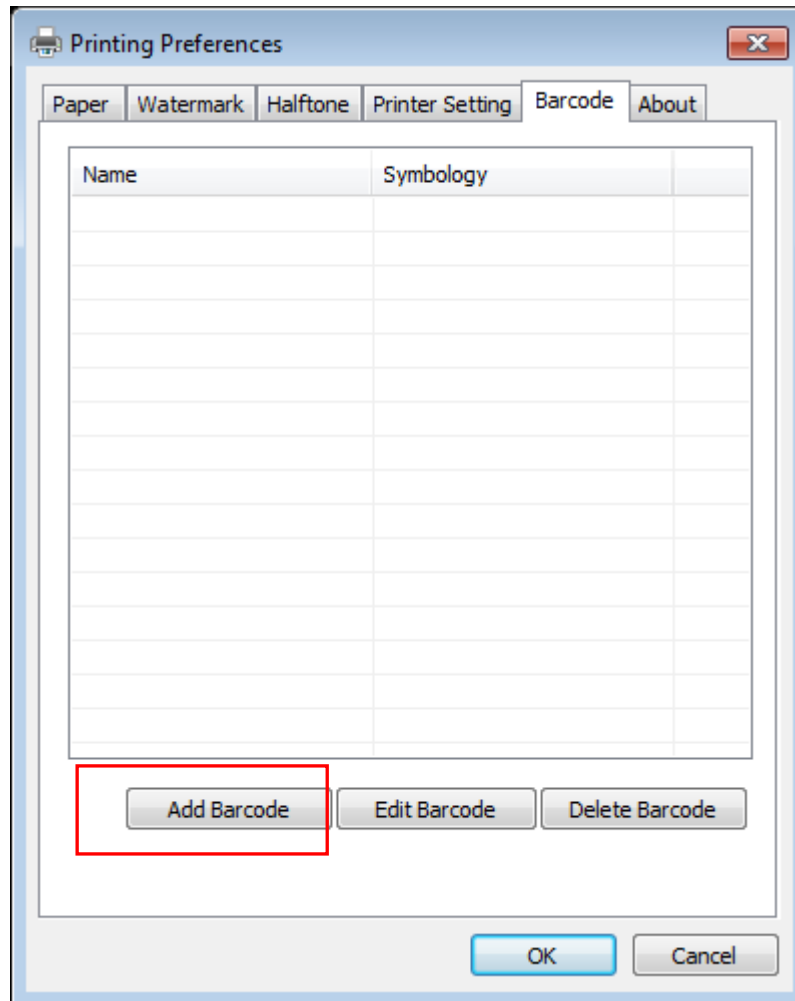 Printing Preferences
Paper Watermark Halftone Printer Setting Barcode About
Name Symbology
Add Barcode Edit Barcode Delete Barcode
OK Cancel